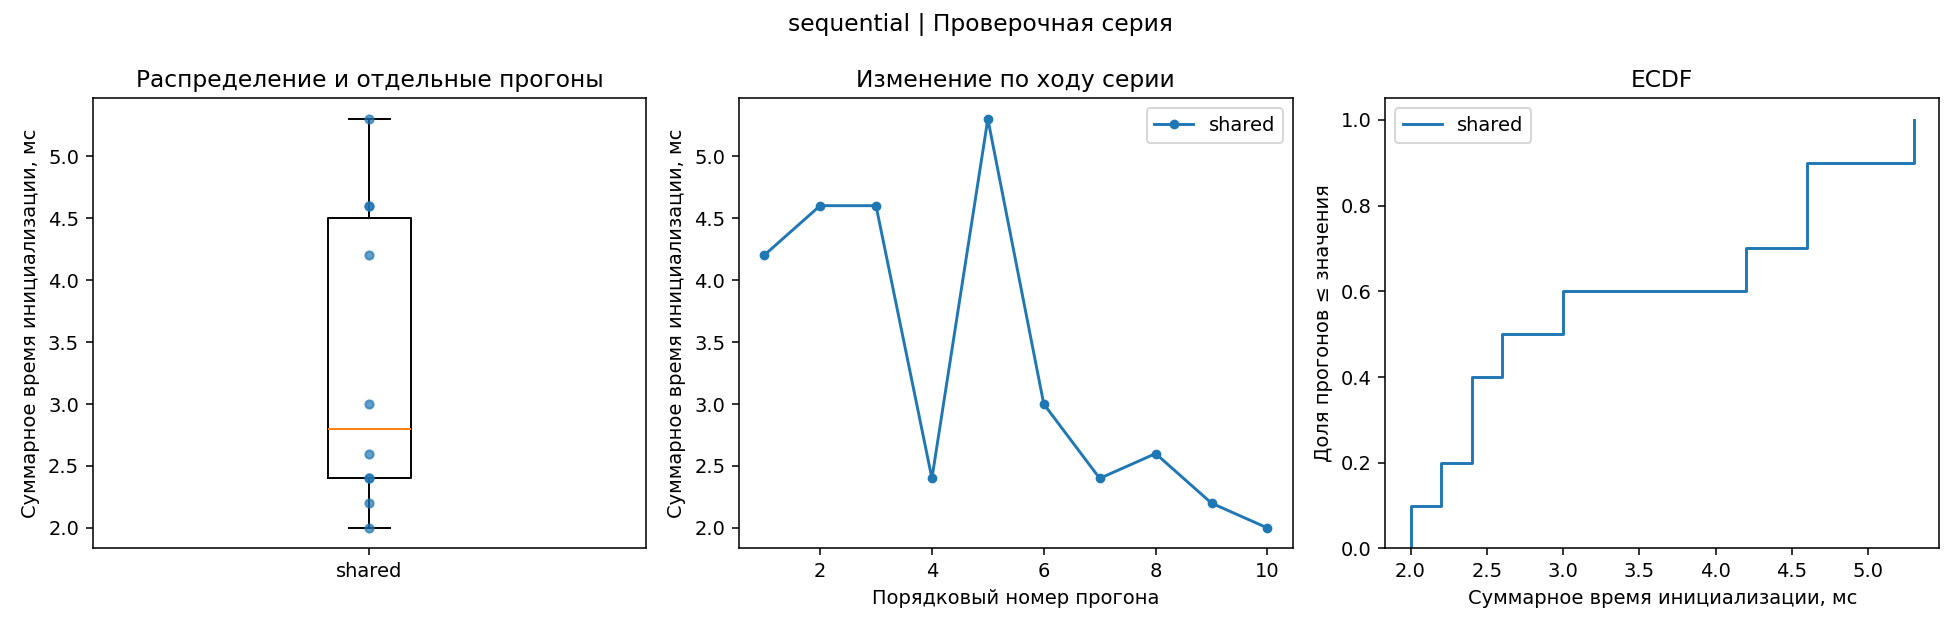 sequential | Проверочная серия
Распределение и отдельные прогоны
Суммарное время инициализации, мс
5.0
4.5
4.0
3.5
3.0
2.5
2.0
shared
Изменение по ходу серии
Суммарное время инициализации, мс
5.0
4.5
4.0
3.5
3.0
2.5
2.0
shared
2 4 6 8 10
Порядковый номер прогона
ECDF
Доля прогонов ≤ значения
1.0
0.8
0.6
0.4
0.2
0.0
shared
2.0 2.5 3.0 3.5 4.0 4.5 5.0
Суммарное время инициализации, мс